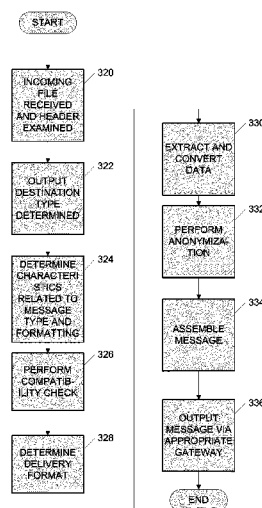 START
320
INCOMING
FILE
RECEIVED
AND HEADER
EXAMINED
322
OUTPUT
DESTINATION
TYPE
DETERMINED
324
DETERMINE
CHARACTERI
STICS
RELATED TO
MESSAGE
TYPE AND
FORMATTING
326
PERFORM
COMPATIB-
ILITY CHECK
328
DETERMINE
DELIVERY
FORMAT
330
EXTRACT AND
CONVERT
DATA
332
PERFORM
ANONYMIZA-
TION
334
ASSEMBLE
MESSAGE
336
OUTPUT
MESSAGE VIA
APPROPRIATE
GATEWAY
END